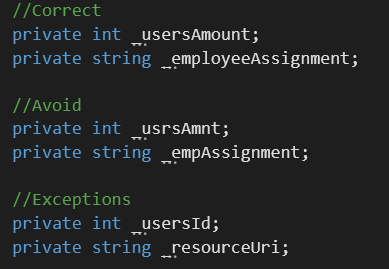 //Correct
private int _usersAmount;
private string _employeeAssignment;
//Avoid
private int _usrsAmnt;
private string _empAssignment;
//Exceptions
private int _usersId;
private string _resourceUri;